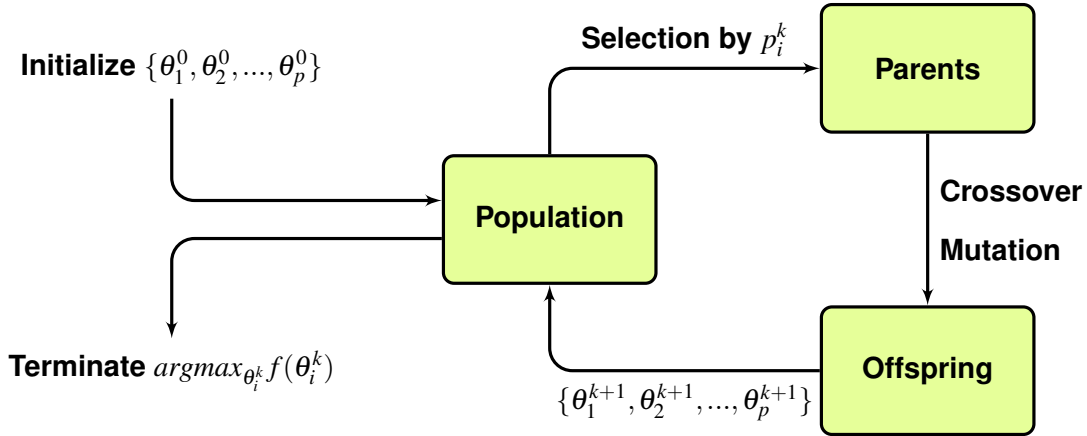 Selection by $p_i^k$
Initialize $\{\theta_1^0, \theta_2^0, ..., \theta_p^0\}$
Parents
Crossover
Population
Mutation
Terminate $argmax_{\theta_i^k} f(\theta_i^k)$
Offspring
$\{\theta_1^{k+1}, \theta_2^{k+1}, ..., \theta_p^{k+1}\}$